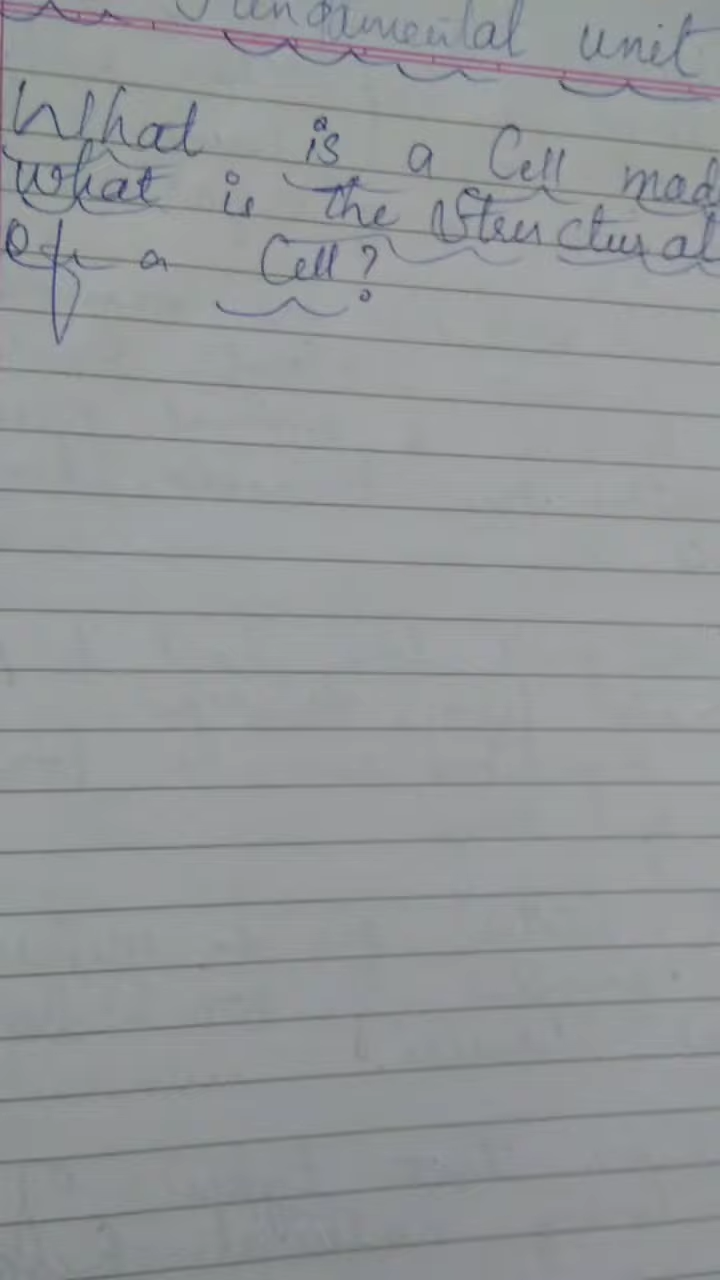 Fundamental unit
What is a Cell mad
what is the Structural
Of a Cell?